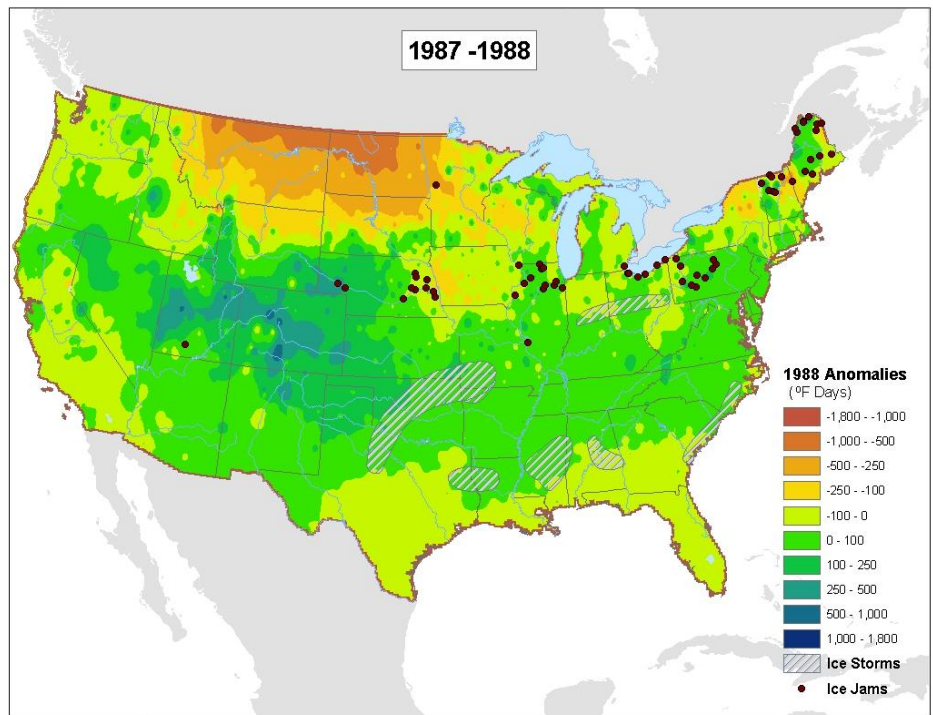 1987 -1988
1988 Anomalies
(ºF Days)
-1,800 - -1,000
-1,000 - -500
-500 - -250
-250 - -100
-100 - 0
0 - 100
100 - 250
250 - 500
500 - 1,000
1,000 - 1,800
Ice Storms
Ice Jams